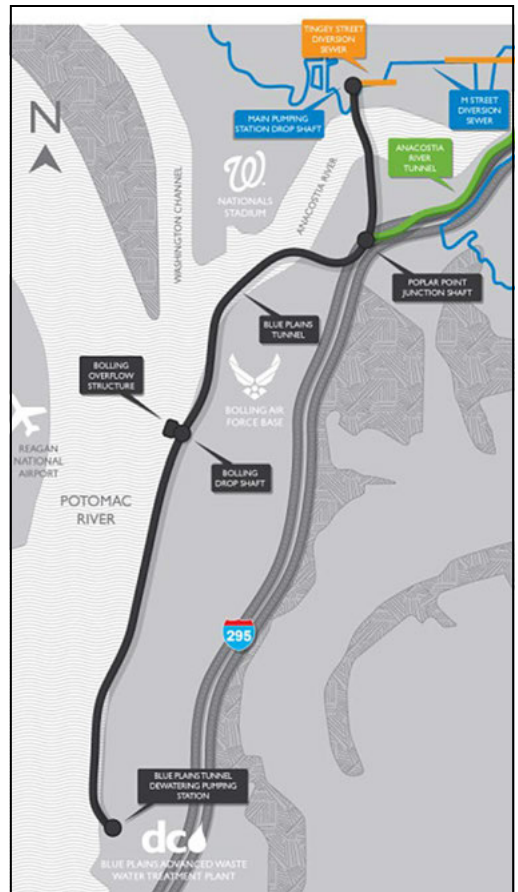 TINGEY STREET
DIVERSION
SEWER
N
MAIN PUMPING
STATION DROP SHAFT
M STREET
DIVERSION
SEWER
ANACOSTIA
RIVER
TUNNEL
W
NATIONALS
STADIUM
WASHINGTON CHANNEL
ANACOSTIA RIVER
POPLAR POINT
JUNCTION SHAFT
BLUE PLAINS
TUNNEL
BOLLING
OVERFLOW
STRUCTURE
BOLLING AIR
FORCE BASE
REAGAN
NATIONAL
AIRPORT
BOLLING
DROP SHAFT
POTOMAC
RIVER
295
BLUE PLAINS TUNNEL
DEWATERING PUMPING
STATION
dc
BLUE PLAINS ADVANCED WASTE
WATER TREATMENT PLANT